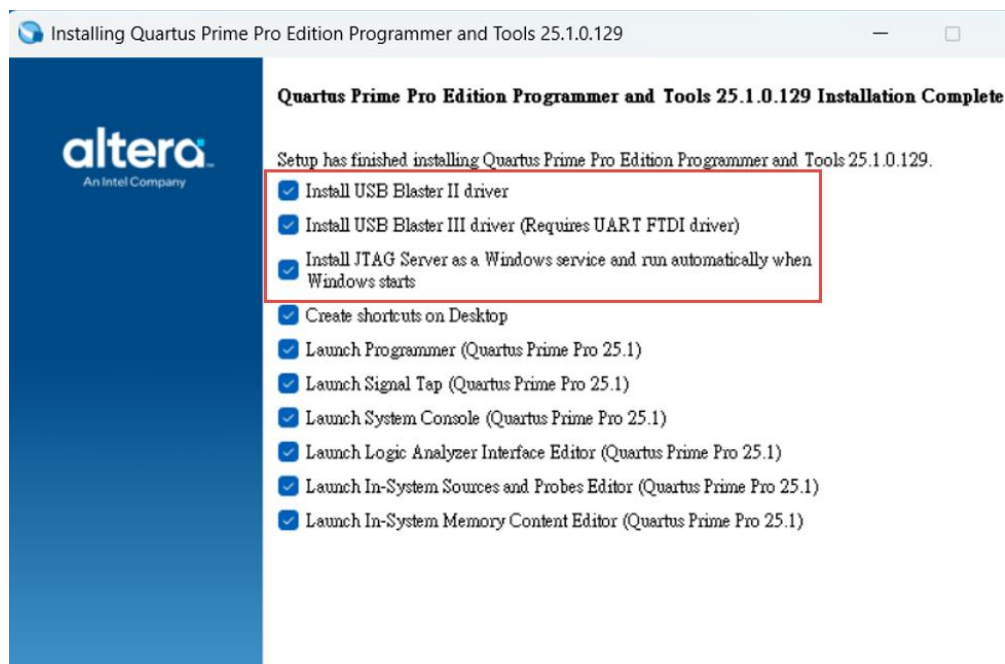 Installing Quartus Prime Pro Edition Programmer and Tools 25.1.0.129
altera
An Intel Company
Quartus Prime Pro Edition Programmer and Tools 25.1.0.129 Installation Complete
Setup has finished installing Quartus Prime Pro Edition Programmer and Tools 25.1.0.129.
Install USB Blaster II driver
Install USB Blaster III driver (Requires UART FTDI driver)
Install JTAG Server as a Windows service and run automatically when
Windows starts
Create shortcuts on Desktop
Launch Programmer (Quartus Prime Pro 25.1)
Launch Signal Tap (Quartus Prime Pro 25.1)
Launch System Console (Quartus Prime Pro 25.1)
Launch Logic Analyzer Interface Editor (Quartus Prime Pro 25.1)
Launch In-System Sources and Probes Editor (Quartus Prime Pro 25.1)
Launch In-System Memory Content Editor (Quartus Prime Pro 25.1)